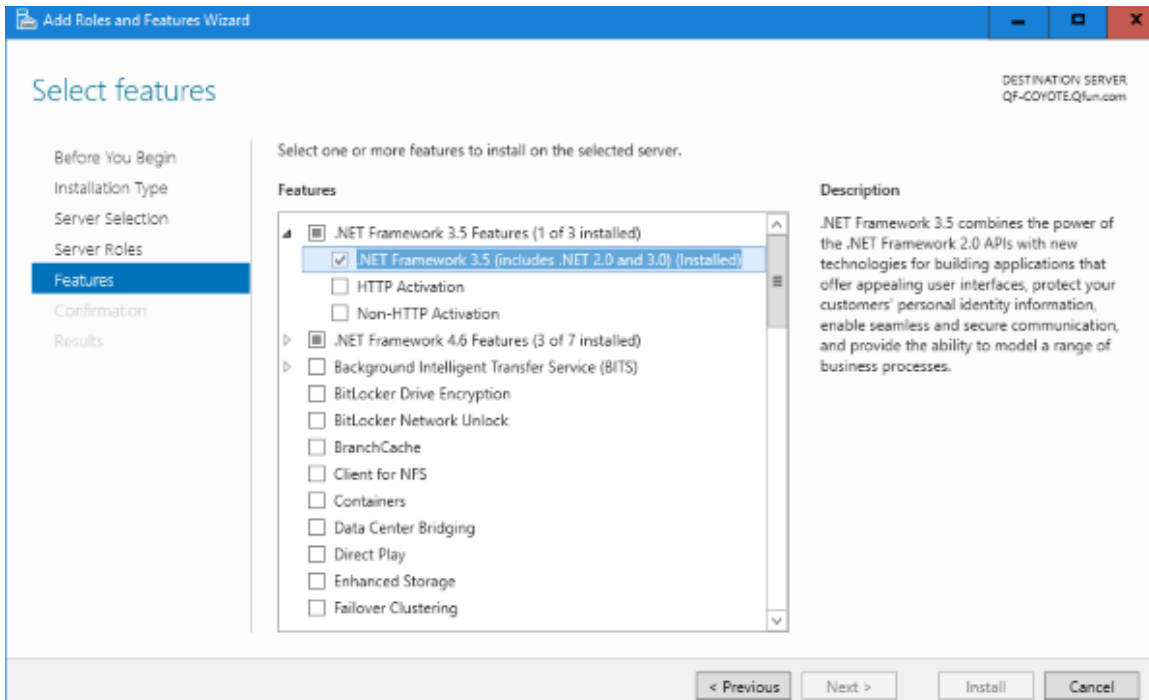 Add Roles and Features Wizard
Select features
DESTINATION SERVER
QF-COYOTE.Qfun.com
Before You Begin
Installation Type
Server Selection
Server Roles
Features
Confirmation
Results
Select one or more features to install on the selected server.
Features
.NET Framework 3.5 Features (1 of 3 installed)
.NET Framework 3.5 (includes .NET 2.0 and 3.0) (Installed)
HTTP Activation
Non-HTTP Activation
.NET Framework 4.6 Features (3 of 7 installed)
Background Intelligent Transfer Service (BITS)
BitLocker Drive Encryption
BitLocker Network Unlock
BranchCache
Client for NFS
Containers
Data Center Bridging
Direct Play
Enhanced Storage
Failover Clustering
Description
.NET Framework 3.5 combines the power of
the .NET Framework 2.0 APIs with new
technologies for building applications that
offer appealing user interfaces, protect your
customers' personal identity information,
enable seamless and secure communication,
and provide the ability to model a range of
business processes.
< Previous
Next >
Install
Cancel